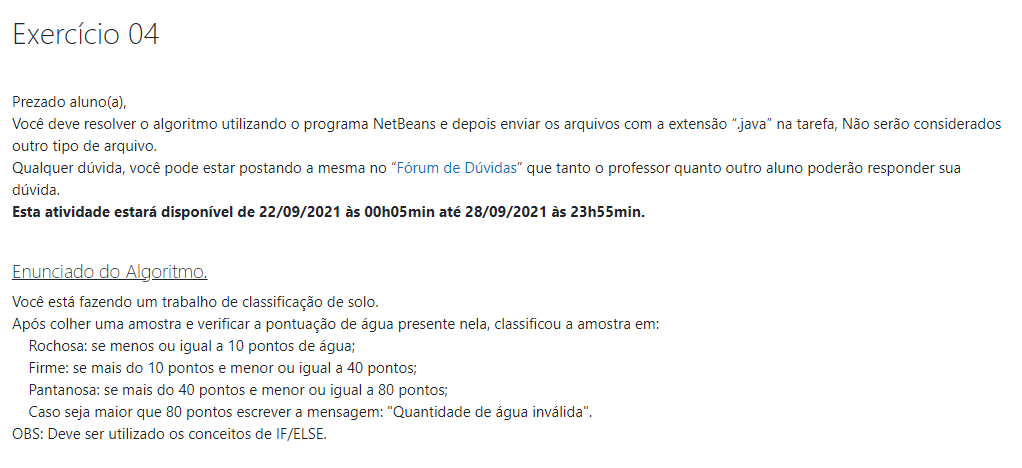 Exercício 04
Prezado aluno(a),
Você deve resolver o algoritmo utilizando o programa NetBeans e depois enviar os arquivos com a extensão “.java” na tarefa, Não serão considerados
outro tipo de arquivo.
Qualquer dúvida, você pode estar postando a mesma no “Fórum de Dúvidas” que tanto o professor quanto outro aluno poderão responder sua
dúvida.
Esta atividade estará disponível de 22/09/2021 às 00h05min até 28/09/2021 às 23h55min.
Enunciado do Algoritmo.
Você está fazendo um trabalho de classificação de solo.
Após colher uma amostra e verificar a pontuação de água presente nela, classificou a amostra em:
Rochosa: se menos ou igual a 10 pontos de água;
Firme: se mais do 10 pontos e menor ou igual a 40 pontos;
Pantanosa: se mais do 40 pontos e menor ou igual a 80 pontos;
Caso seja maior que 80 pontos escrever a mensagem: "Quantidade de água inválida".
OBS: Deve ser utilizado os conceitos de IF/ELSE.